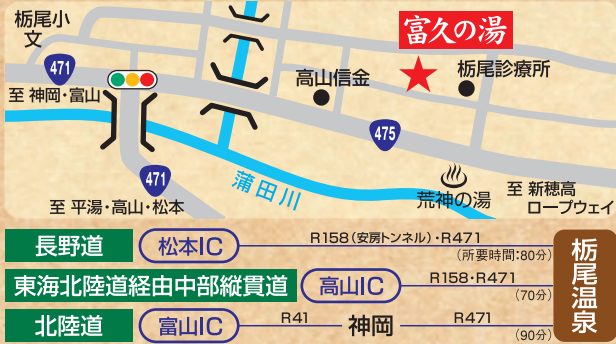 栃尾小
文
471
至 神岡・富山
富久の湯
高山信金
栃尾診療所
475
471
至 平湯・高山・松本
蒲田川
荒神の湯
至 新穂高
ロープウェイ
長野道 松本IC R158(安房トンネル)・R471
(所要時間:80分)
東海北陸道経由中部縦貫道 高山IC R158・R471
(70分)
北陸道 富山IC R41 神岡 R471
(90分)
栃尾温泉